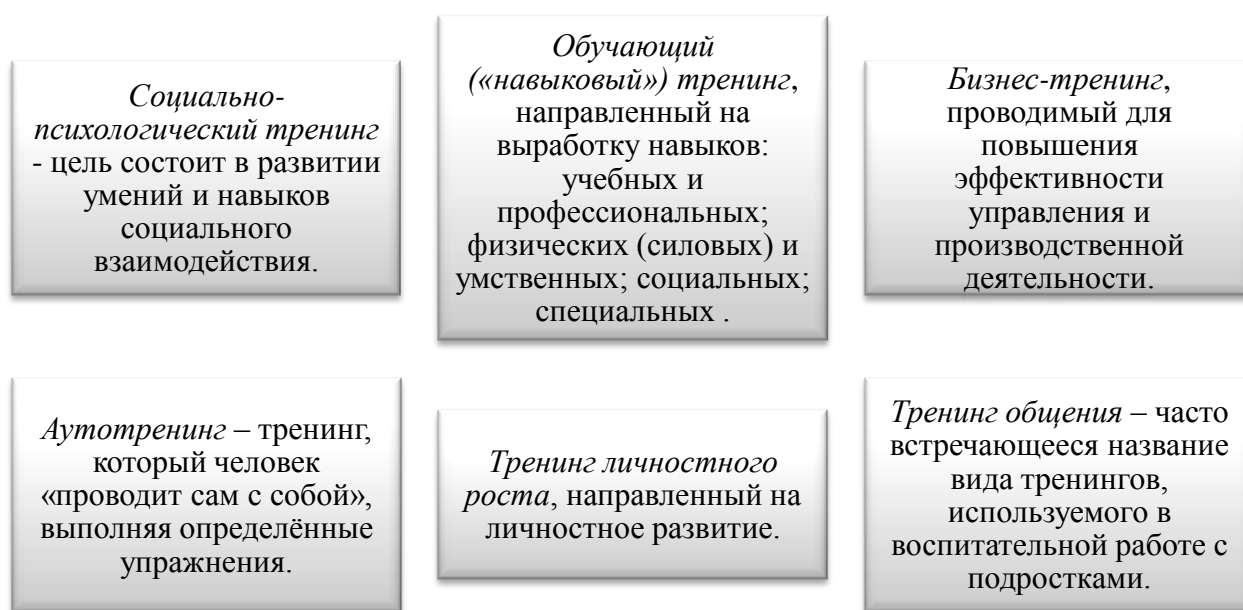 Социально-
психологический тренинг
- цель состоит в развитии
умений и навыков
социального
взаимодействия.
Обучающий
(«навыковый») тренинг,
направленный на
выработку навыков:
учебных и
профессиональных;
физических (силовых) и
умственных; социальных;
специальных .
Бизнес-тренинг,
проводимый для
повышения
эффективности
управления и
производственной
деятельности.
Аутотренинг – тренинг,
который человек
«проводит сам с собой»,
выполняя определённые
упражнения.
Тренинг личностного
роста, направленный на
личностное развитие.
Тренинг общения – часто
встречающееся название
вида тренингов,
используемого в
воспитательной работе с
подростками.